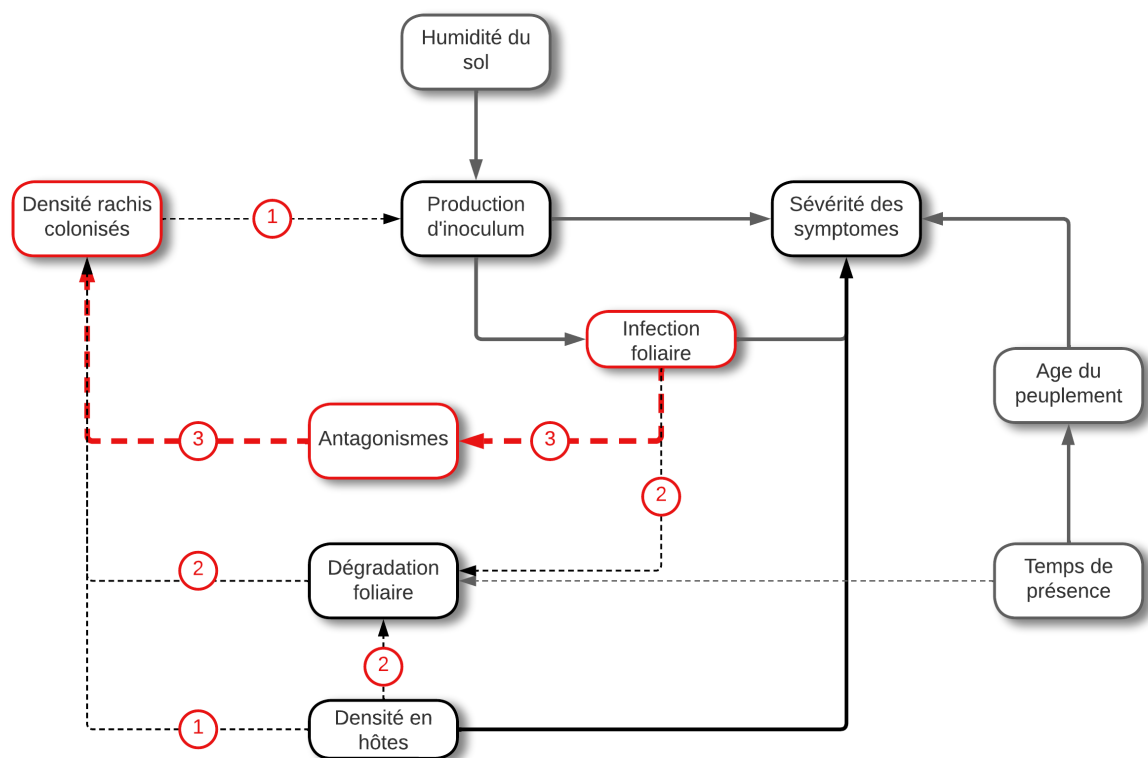 Humidité du
sol
Densité rachis
colonisés
1
Production
d'inoculum
Sévérité des
symptomes
Infection
foliaire
Age du
peuplement
3
Antagonismes
3
2
2
Dégradation
foliaire
Temps de
présence
2
1
Densité en
hôtes